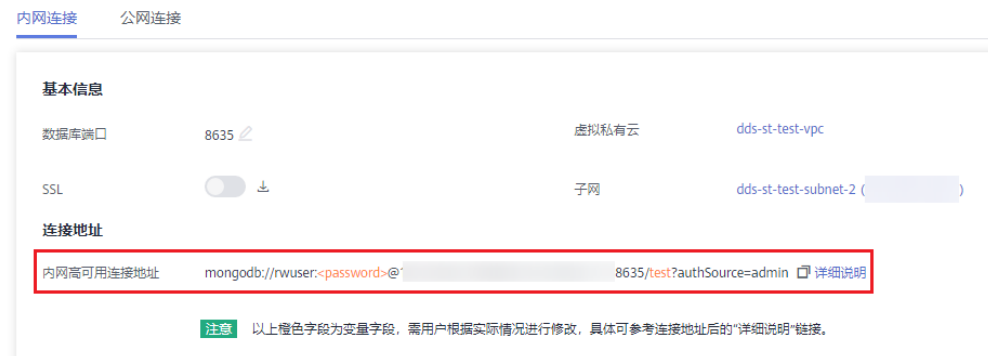 内网连接 公网连接
基本信息
数据库端口 8635 虚拟私有云 dds-st-test-vpc
SSL 子网 dds-st-test-subnet-2 ( )
连接地址
内网高可用连接地址 mongodb://rwuser:<password>@ 8635/test?authSource=admin 详细说明
注意 以上橙色字段为变量字段，需用户根据实际情况进行修改，具体可参考连接地址后的“详细说明”链接。